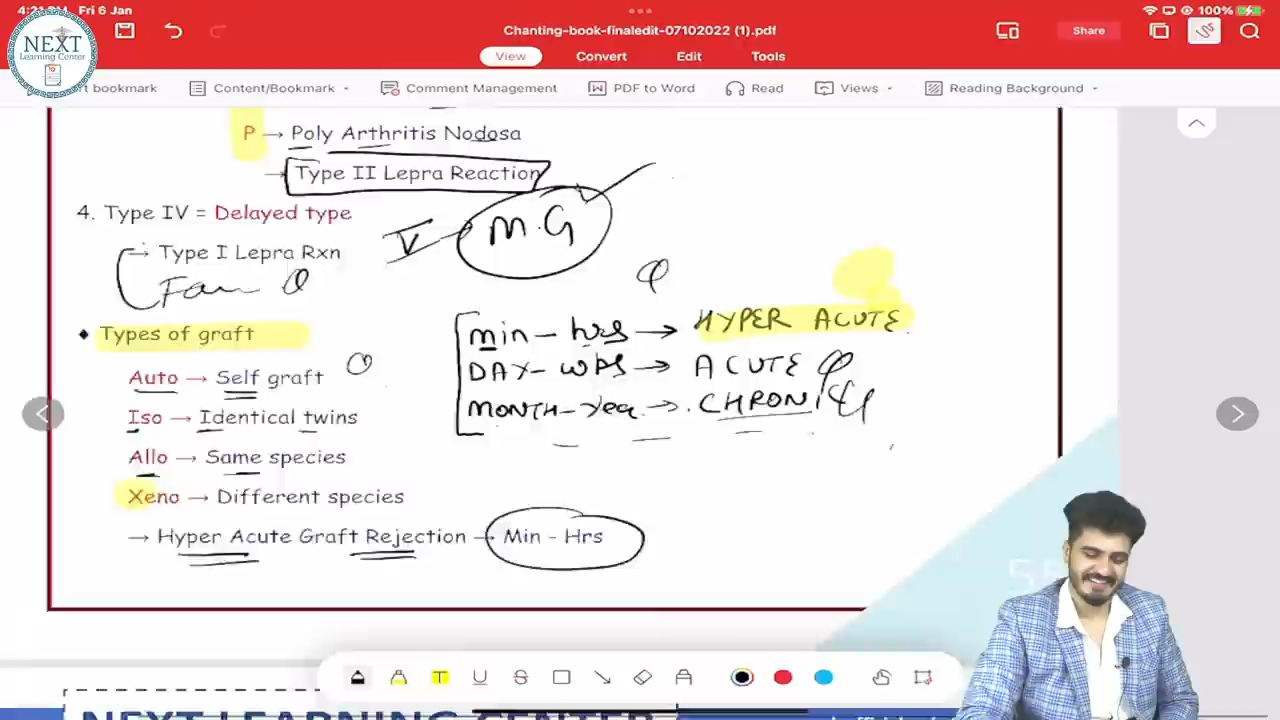 4:21 PM Fri 6 Jan
100%
NEXT
Learning Center
Chanting-book-finaledit-07102022 (1).pdf
Share
View Convert Edit Tools
bookmark Content/Bookmark Comment Management PDF to Word Read Views Reading Background
P → Poly Arthritis Nodosa
→ Type II Lepra Reaction
4. Type IV = Delayed type
V M.G
→ Type I Lepra Rxn
♦ Types of graft
min - hrs → HYPER ACUTE
Auto → Self graft
DAY - → ACUTE
Iso → Identical twins
MONTH - year → CHRONIC
Allo → Same species
Xeno → Different species
→ Hyper Acute Graft Rejection → Min - Hrs
NEXT LEARNING CENTER